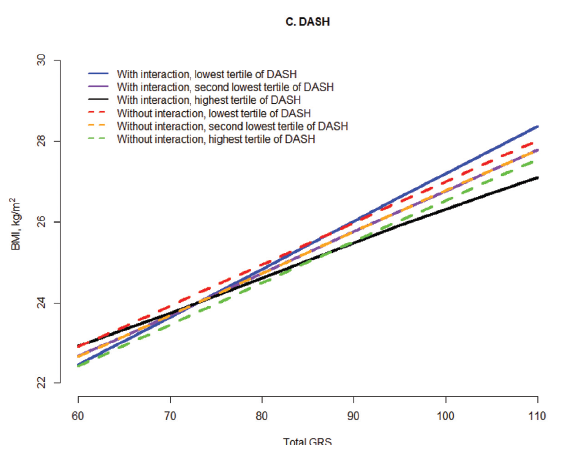 C. DASH
With interaction, lowest tertile of DASH
With interaction, second lowest tertile of DASH
With interaction, highest tertile of DASH
Without interaction, lowest tertile of DASH
Without interaction, second lowest tertile of DASH
Without interaction, highest tertile of DASH
BMI, kg/m²
30
28
26
24
22
60 70 80 90 100 110
Total GRS